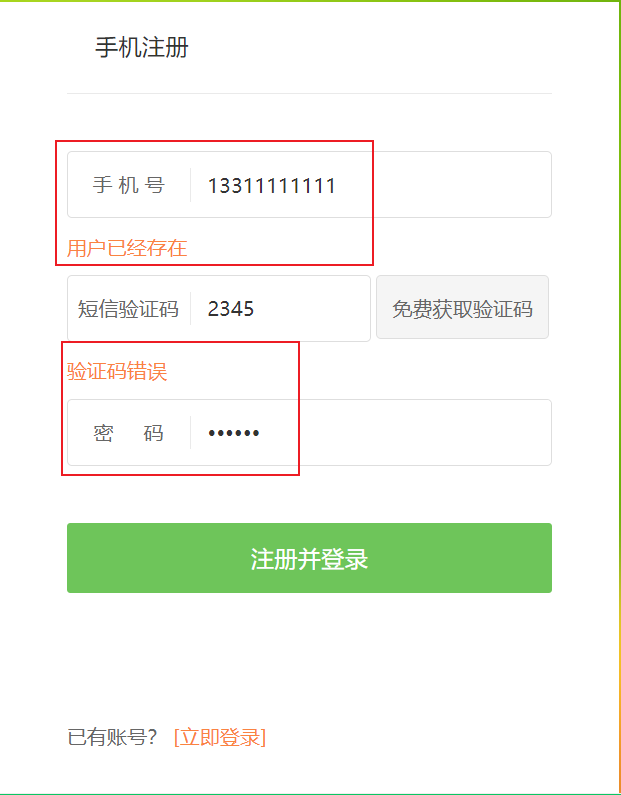 手机注册
手 机 号 13311111111
用户已经存在
短信验证码 2345 免费获取验证码
验证码错误
密 码 ••••••
注册并登录
已有账号？ [立即登录]